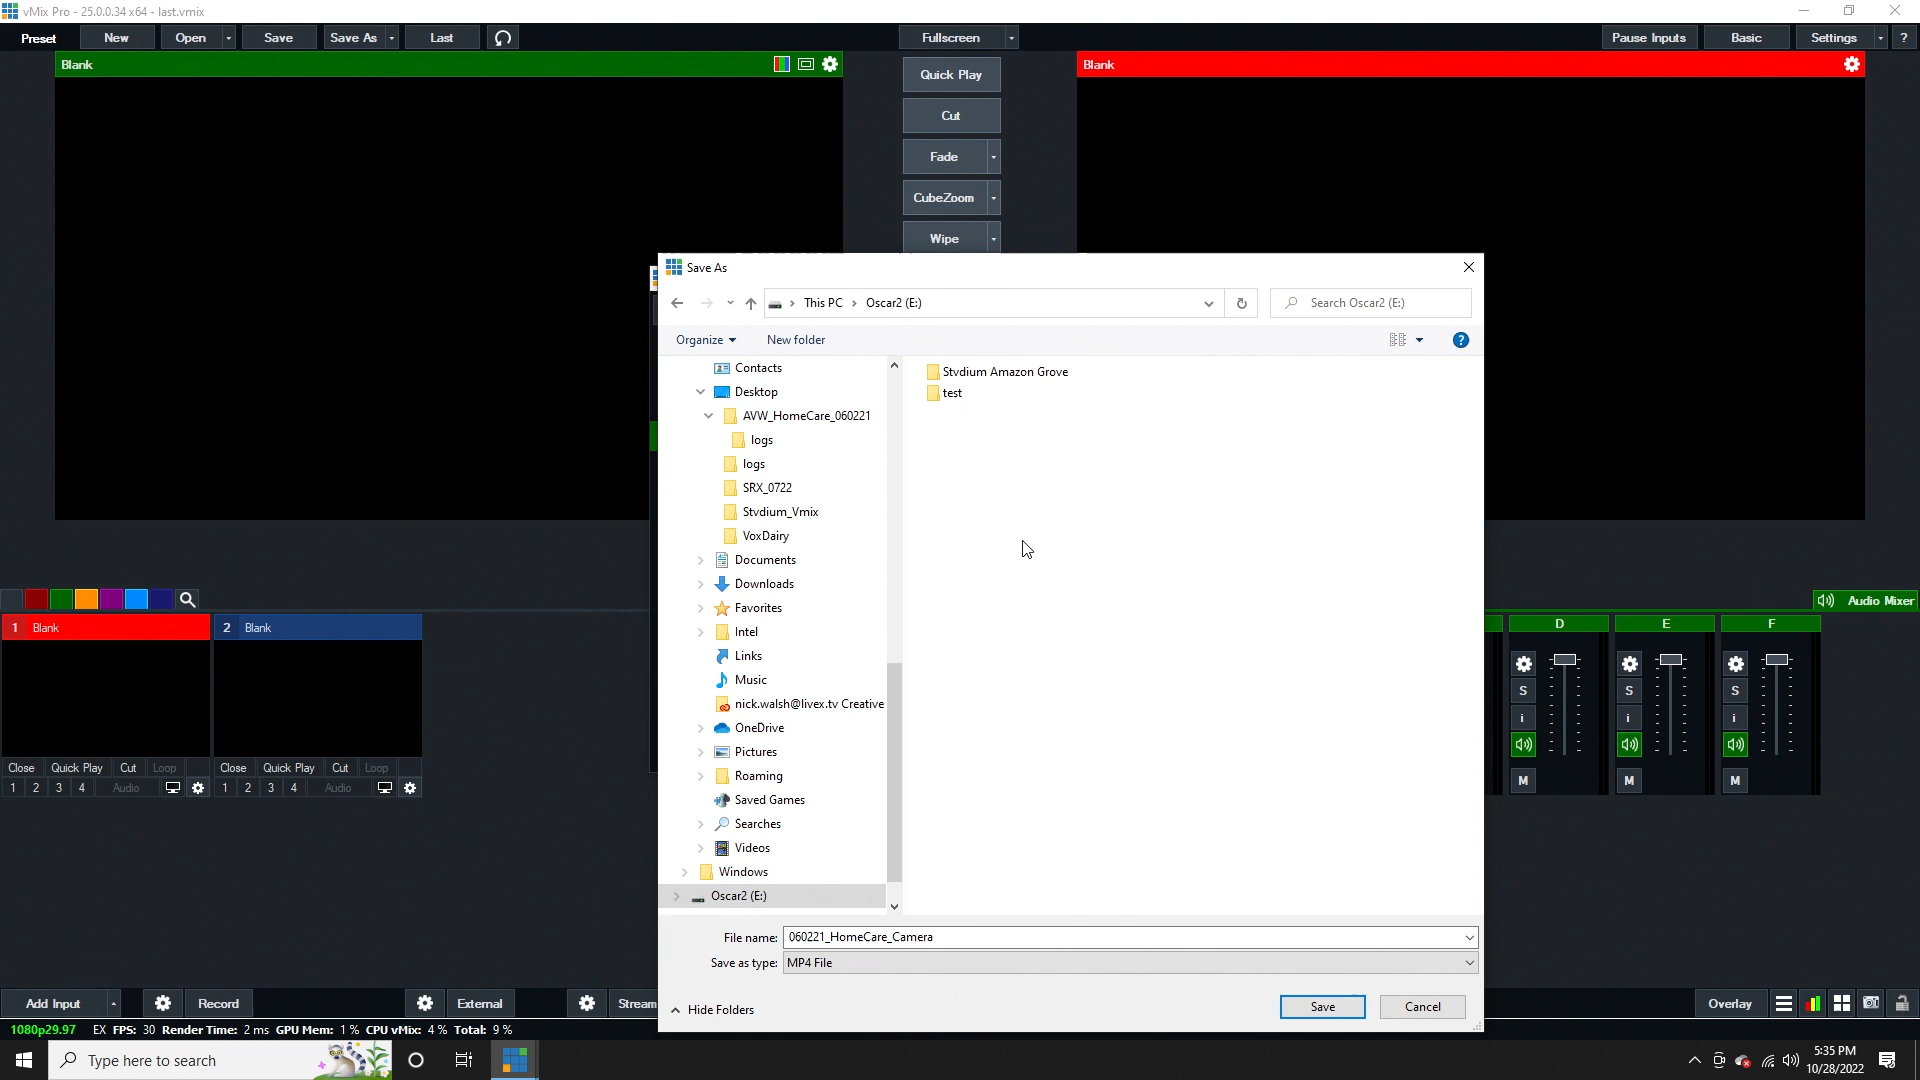 vMix Pro - 25.0.0.34 x64 - last.vmix
Preset New Open Save Save As Last Fullscreen Pause Inputs Basic Settings ?
Blank Blank
Quick Play
Cut
Fade
CubeZoom
Wipe
Save As
This PC > Oscar2 (E:) Search Oscar2 (E:)
Organize New folder ?
Contacts
Desktop
AVW_HomeCare_060221
logs
logs
SRX_0722
Stvdium_Vmix
VoxDairy
Documents
Downloads
Favorites
Intel
Links
Music
nick.walsh@livex.tv Creative
OneDrive
Pictures
Roaming
Saved Games
Searches
Videos
Windows
Oscar2 (E:)
Stvdium Amazon Grove
test
File name: 060221_HomeCare_Camera
Save as type: MP4 File
Hide Folders Save Cancel
1 Blank 2 Blank
Close Quick Play Cut Loop Close Quick Play Cut Loop
1 2 3 4 Audio 1 2 3 4 Audio
Audio Mixer
D E F
S S S
i i i
M M M
Add Input Record External Stream Overlay
1080p29.97 EX FPS: 30 Render Time: 2 ms GPU Mem: 1 % CPU vMix: 4 % Total: 9 %
Type here to search
5:35 PM
10/28/2022